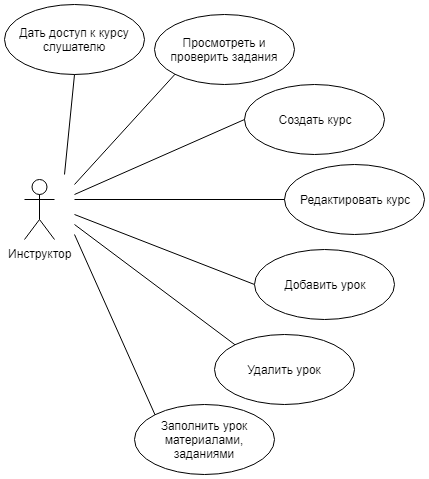 Дать доступ к курсу
слушателю
Просмотреть и
проверить задания
Создать курс
Редактировать курс
Инструктор
Добавить урок
Удалить урок
Заполнить урок
материалами,
заданиями